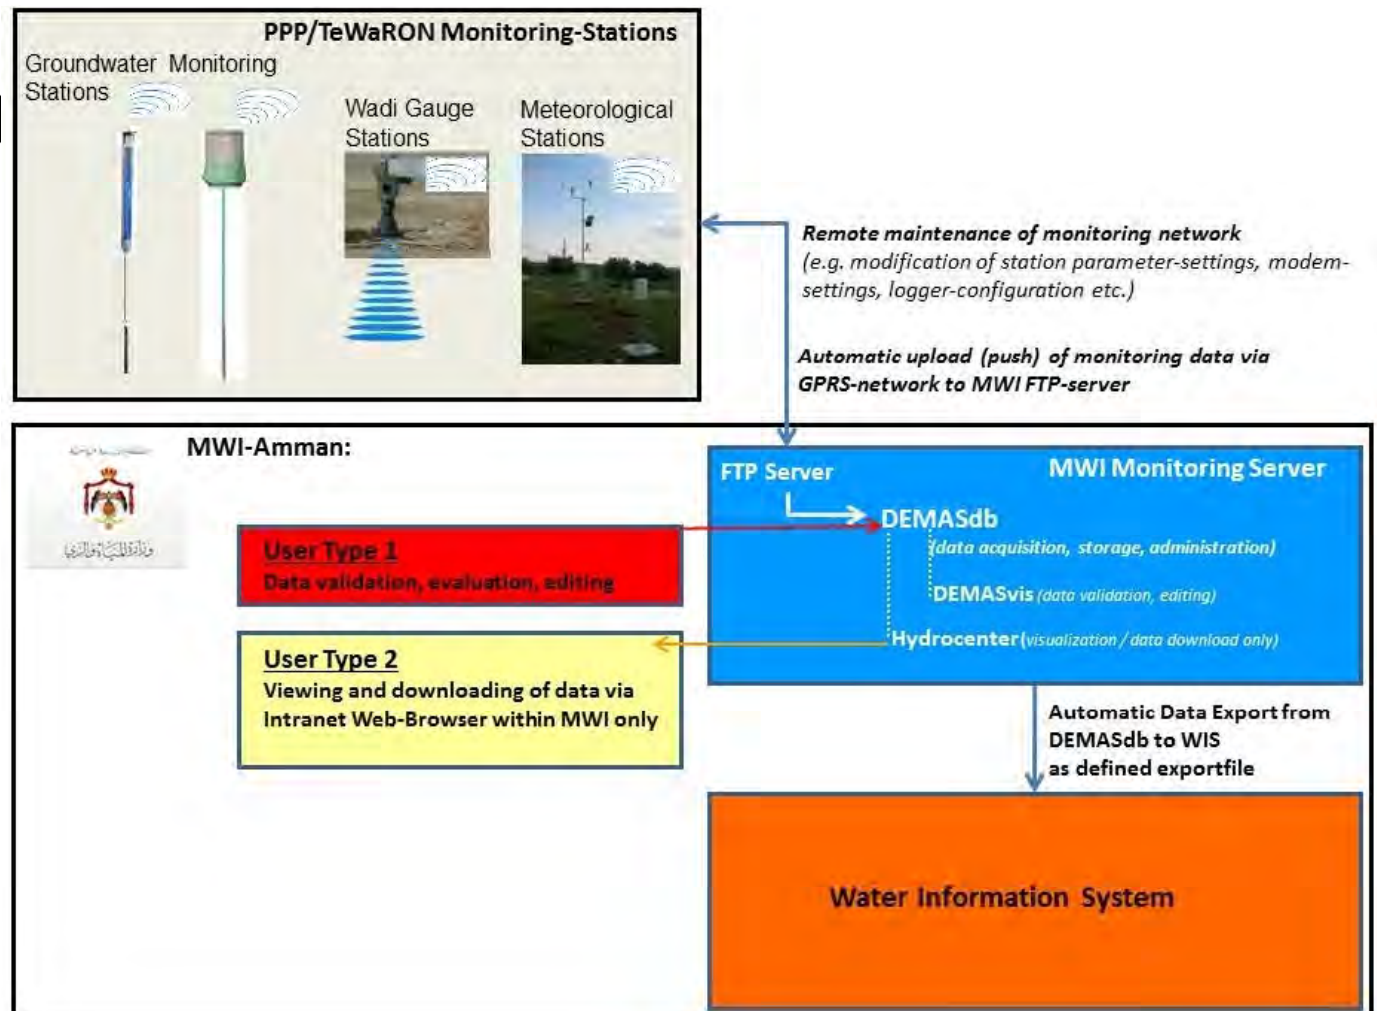 PPP/TeWaRON Monitoring-Stations
Groundwater Monitoring
Stations
Wadi Gauge
Stations
Meteorological
Stations
Remote maintenance of monitoring network
(e.g. modification of station parameter-settings, modem-
settings, logger-configuration etc.)
Automatic upload (push) of monitoring data via
GPRS-network to MWI FTP-server
MWI-Amman:
وزارة المياه والري
FTP Server
MWI Monitoring Server
DEMASdb
(data acquisition, storage, administration)
DEMASvis (data validation, editing)
Hydrocenter (visualization / data download only)
User Type 1
Data validation, evaluation, editing
User Type 2
Viewing and downloading of data via
Intranet Web-Browser within MWI only
Automatic Data Export from
DEMASdb to WIS
as defined exportfile
Water Information System